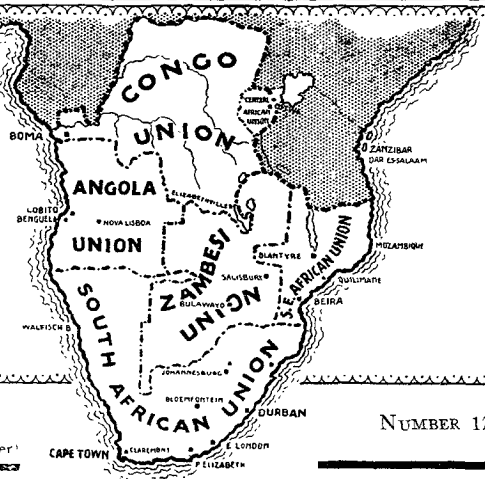 CONGO
UNION
CENTRAL
AFRICAN
UNION
BOMA
ZANZIBAR
DAR ES SALAAM
ANGOLA
UNION
ELIZABETHVILLE
LOBITO
BENGUELA
NOVA LISBOA
ZAMBESI
UNION
BLANTYRE
S.E. AFRICAN UNION
MOZAMBIQUE
SALISBURY
QUILIMANE
BULAWAYO
BEIRA
SOUTH AFRICAN UNION
WALFISCH B
JOHANNESBURG
BLOEMFONTEIN
DURBAN
NUMBER 12
CAPE TOWN
CLAREMONT
E. LONDON
P. ELIZABETH